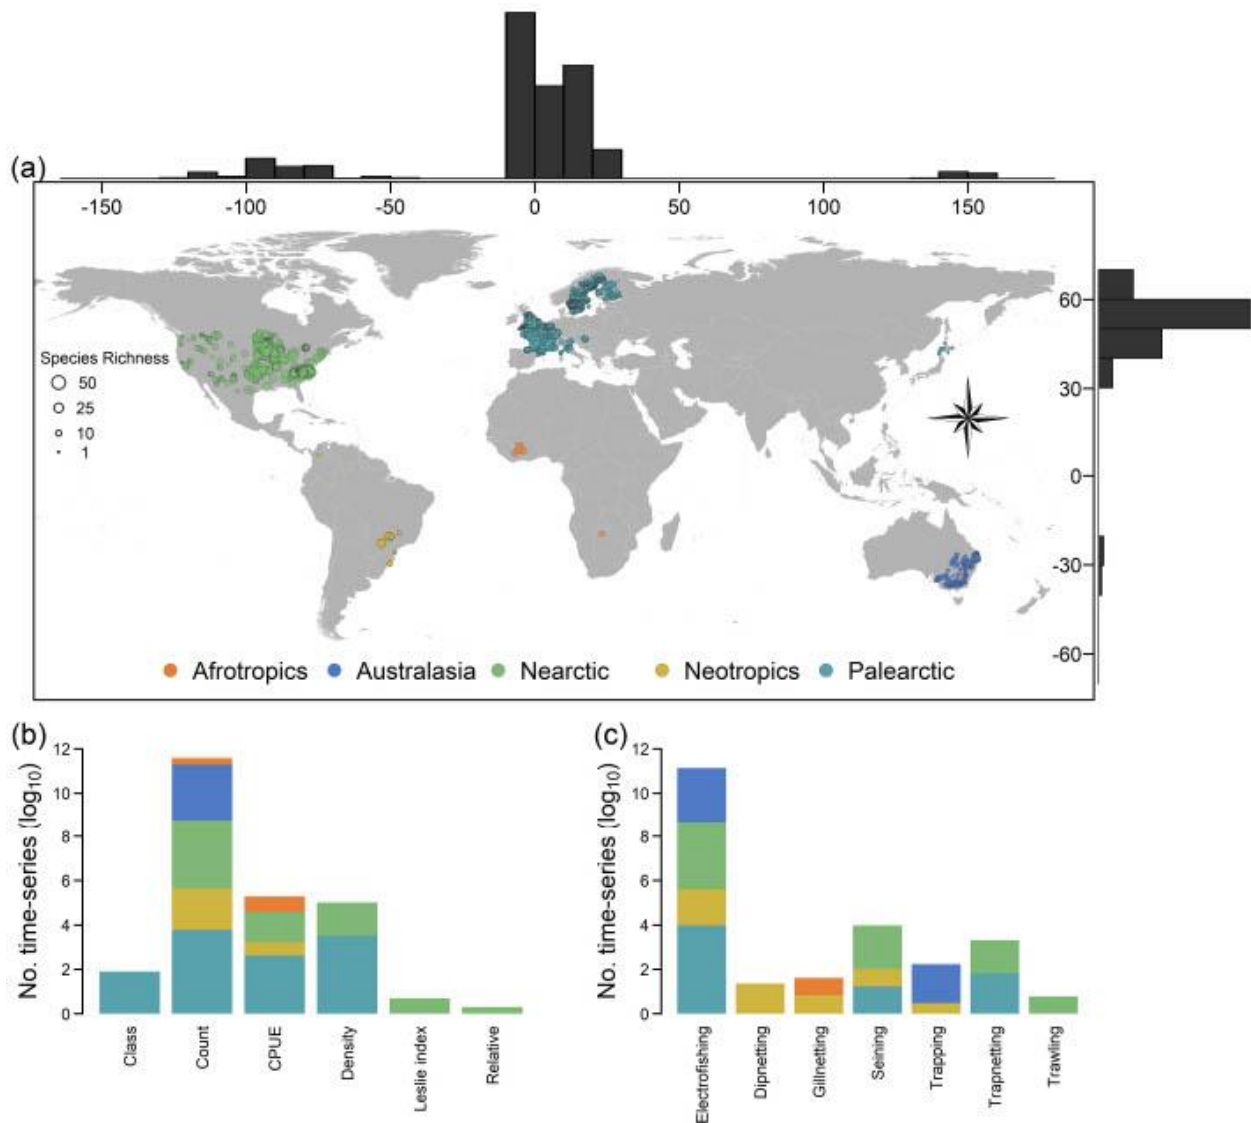 (a)
-150 -100 -50 0 50 100 150
60
30
0
-30
-60
Species Richness
50
25
10
1
Afrotropics Australasia Nearctic Neotropics Palearctic
(b)
No. time-series (log10)
12
10
8
6
4
2
0
Class Count CPUE Density Leslie index Relative
(c)
No. time-series (log10)
12
10
8
6
4
2
0
Electrofishing Dipnetting Gillnetting Seining Trapping Trapnetting Trawling